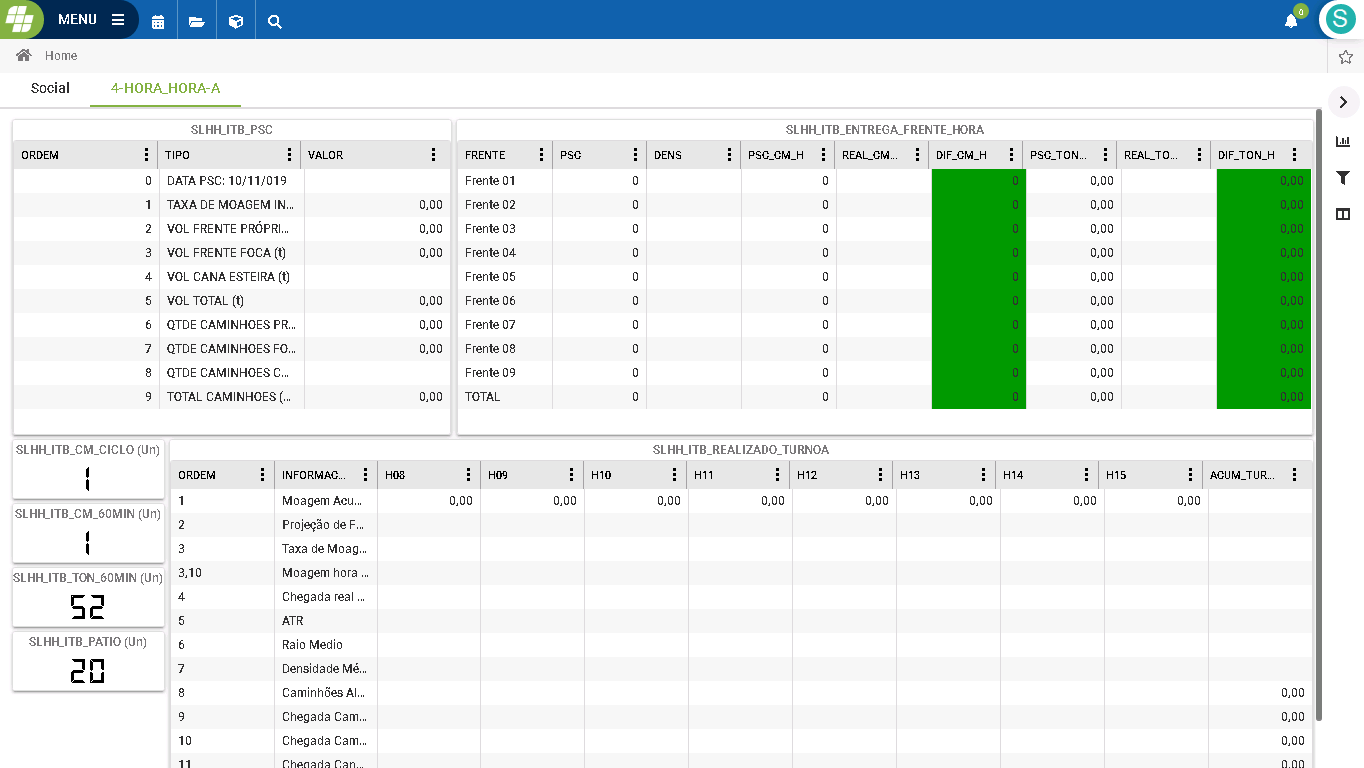 MENU
0
S
Home
Social 4-HORA_HORA-A
SLHH_ITB_PSC
ORDEM TIPO VALOR
0 DATA PSC: 10/11/019
1 TAXA DE MOAGEM IN... 0,00
2 VOL FRENTE PRÓPRI... 0,00
3 VOL FRENTE FOCA (t) 0,00
4 VOL CANA ESTEIRA (t)
5 VOL TOTAL (t) 0,00
6 QTDE CAMINHOES PR... 0,00
7 QTDE CAMINHOES FO... 0,00
8 QTDE CAMINHOES C...
9 TOTAL CAMINHOES (... 0,00
SLHH_ITB_ENTREGA_FRENTE_HORA
FRENTE PSC DENS PSC_CM_H REAL_CM... DIF_CM_H PSC_TON... REAL_TO... DIF_TON_H
Frente 01 0 0 0 0,00 0,00
Frente 02 0 0 0 0,00 0,00
Frente 03 0 0 0 0,00 0,00
Frente 04 0 0 0 0,00 0,00
Frente 05 0 0 0 0,00 0,00
Frente 06 0 0 0 0,00 0,00
Frente 07 0 0 0 0,00 0,00
Frente 08 0 0 0 0,00 0,00
Frente 09 0 0 0 0,00 0,00
TOTAL 0 0 0 0,00 0,00
SLHH_ITB_CM_CICLO (Un)
1
SLHH_ITB_CM_60MIN (Un)
1
SLHH_ITB_TON_60MIN (Un)
52
SLHH_ITB_PATIO (Un)
20
SLHH_ITB_REALIZADO_TURNOA
ORDEM INFORMAC... H08 H09 H10 H11 H12 H13 H14 H15 ACUM_TUR...
1 Moagem Acu... 0,00 0,00 0,00 0,00 0,00 0,00 0,00 0,00
2 Projeção de F...
3 Taxa de Moag...
3,10 Moagem hora ...
4 Chegada real ...
5 ATR
6 Raio Medio
7 Densidade Mé...
8 Caminhões Al... 0,00
9 Chegada Cam... 0,00
10 Chegada Cam... 0,00
11 Chegada Can... 0,00